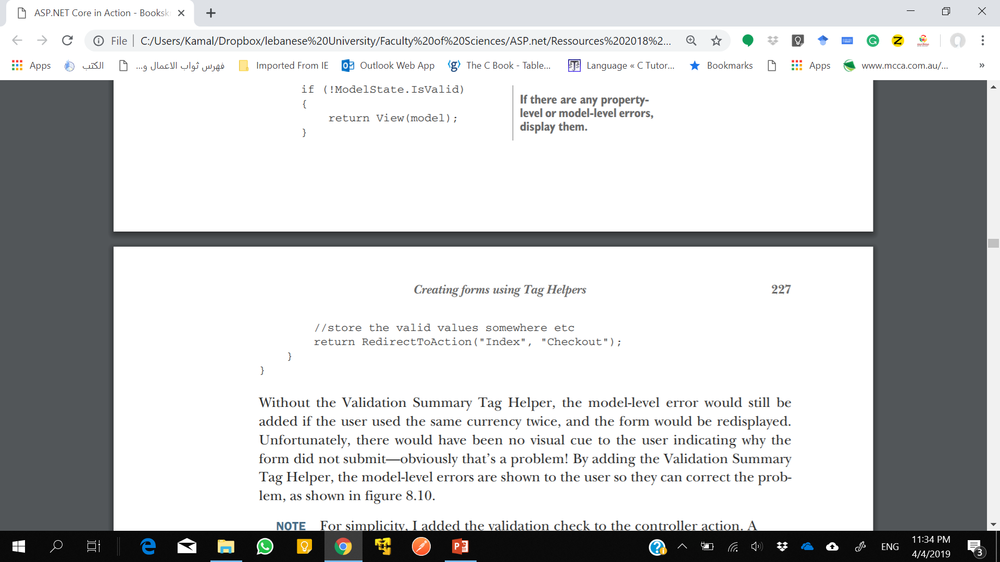 ASP.NET Core in Action - Booksk
File
C:/Users/Kamal/Dropbox/lebanese%20University/Faculty%20of%20Sciences/ASP.net/Ressources%202018%2...
Apps
الكتب
فهرس ثواب الاعمال و...
Imported From IE
Outlook Web App
The C Book - Table...
Language « C Tutor...
Bookmarks
Apps
www.mcca.com.au/...
»
if (!ModelState.IsValid)
{
return View(model);
}
If there are any property-
level or model-level errors,
display them.
Creating forms using Tag Helpers
227
//store the valid values somewhere etc
return RedirectToAction("Index", "Checkout");
}
}
Without the Validation Summary Tag Helper, the model-level error would still be
added if the user used the same currency twice, and the form would be redisplayed.
Unfortunately, there would have been no visual cue to the user indicating why the
form did not submit—obviously that's a problem! By adding the Validation Summary
Tag Helper, the model-level errors are shown to the user so they can correct the prob-
lem, as shown in figure 8.10.
NOTE For simplicity, I added the validation check to the controller action. A
ENG
11:34 PM
4/4/2019
3